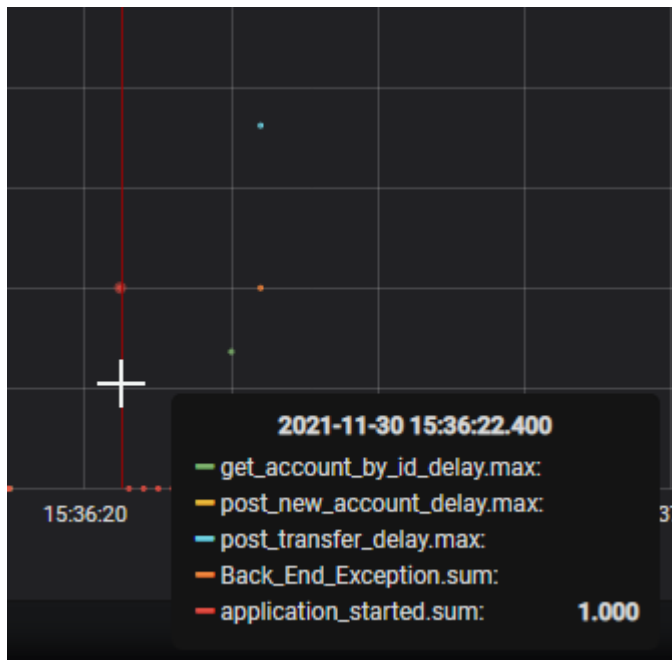 2021-11-30 15:36:22.400
get_account_by_id_delay.max:
post_new_account_delay.max:
post_transfer_delay.max:
Back_End_Exception.sum:
application_started.sum: 1.000
15:36:20